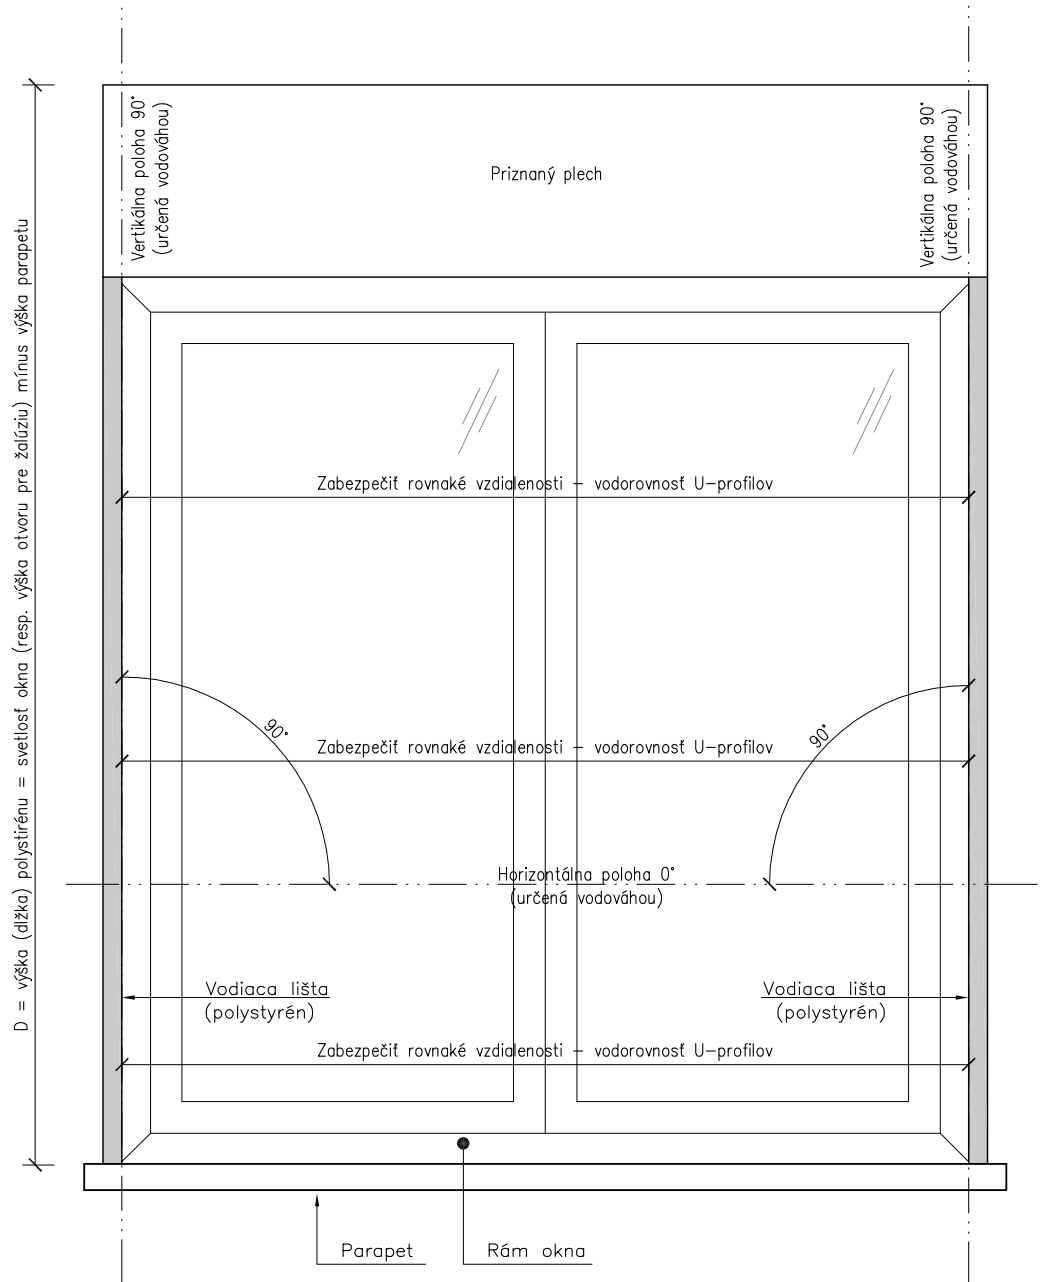 Vertikálna poloha 90°
(určená vodováhou)
Priznaný plech
Vertikálna poloha 90°
(určená vodováhou)
D = výška (dlžka) polystirénu = svetlosť okna (resp. výška otvoru pre žalúziu) mínus výška parapetu
Zabezpečiť rovnaké vzdialenosti – vodorovnosť U–profilov
90°
90°
Zabezpečiť rovnaké vzdialenosti – vodorovnosť U–profilov
Horizontálna poloha 0°
(určená vodováhou)
Vodiaca lišta
(polystyrén)
Vodiaca lišta
(polystyrén)
Zabezpečiť rovnaké vzdialenosti – vodorovnosť U–profilov
Parapet
Rám okna